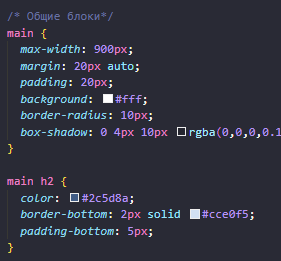 /* Общие блоки*/
main {
max-width: 900px;
margin: 20px auto;
padding: 20px;
background: #fff;
border-radius: 10px;
box-shadow: 0 4px 10px rgba(0,0,0,0.1
}
main h2 {
color: #2c5d8a;
border-bottom: 2px solid #cce0f5;
padding-bottom: 5px;
}